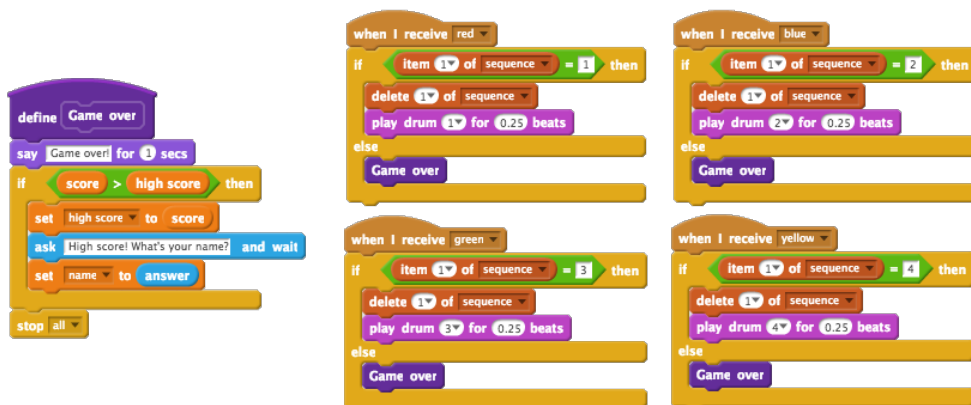 define Game over
say Game over! for 1 secs
if score > high score then
set high score to score
ask High score! What's your name? and wait
set name to answer
stop all
when I receive red
if item 1 of sequence = 1 then
delete 1 of sequence
play drum 1 for 0.25 beats
else
Game over
when I receive blue
if item 1 of sequence = 2 then
delete 1 of sequence
play drum 2 for 0.25 beats
else
Game over
when I receive green
if item 1 of sequence = 3 then
delete 1 of sequence
play drum 3 for 0.25 beats
else
Game over
when I receive yellow
if item 1 of sequence = 4 then
delete 1 of sequence
play drum 4 for 0.25 beats
else
Game over